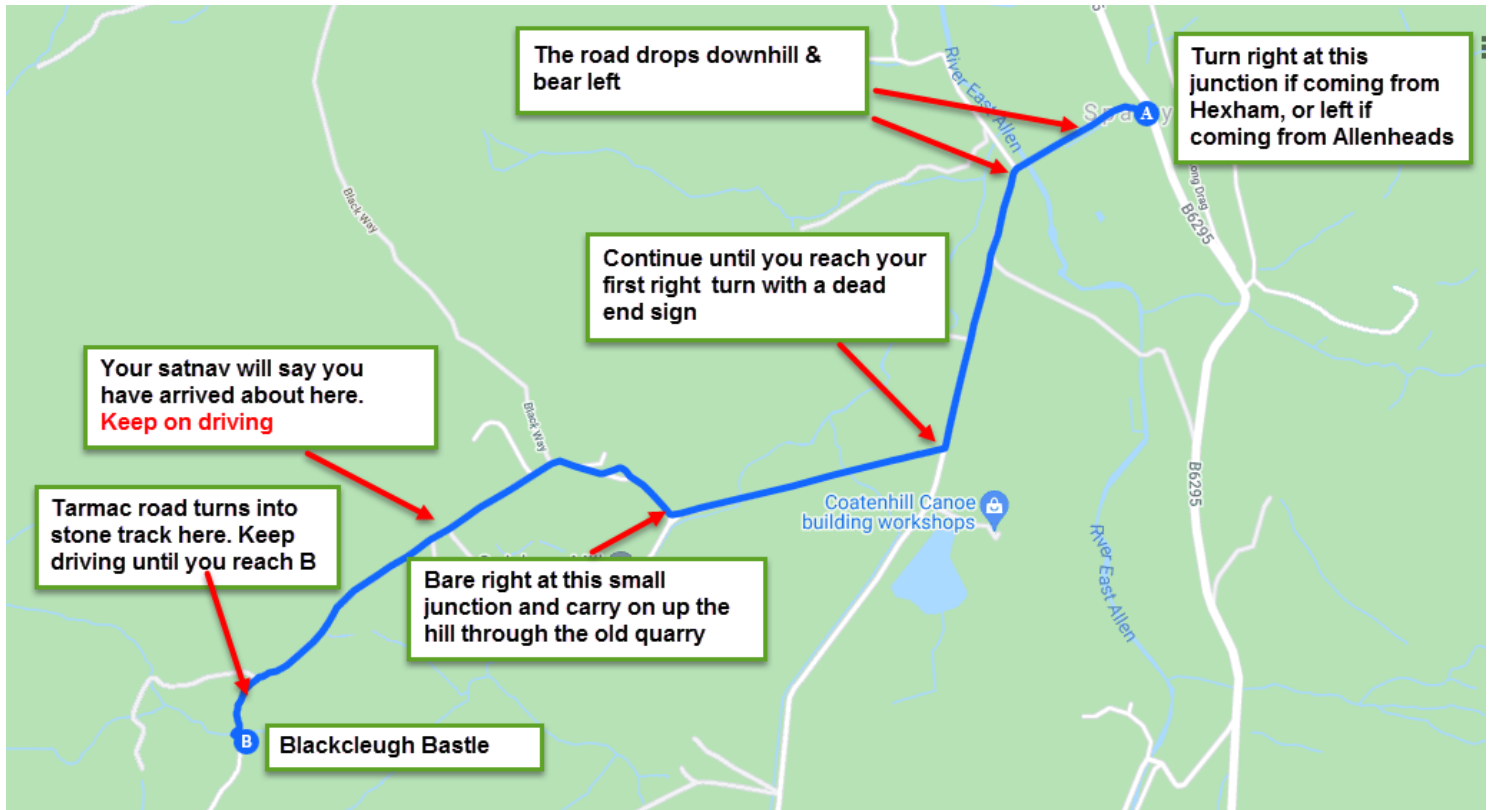 The road drops downhill &
bear left
Turn right at this
junction if coming from
Hexham, or left if
coming from Allenheads
River East Allen
A
B6295
Black Way
Continue until you reach your
first right turn with a dead
end sign
Your satnav will say you
have arrived about here.
Keep on driving
Black Way
Tarmac road turns into
stone track here. Keep
driving until you reach B
Coatenhill Canoe
building workshops
B6295
River East Allen
Bare right at this small
junction and carry on up the
hill through the old quarry
B
Blackcleugh Bastle